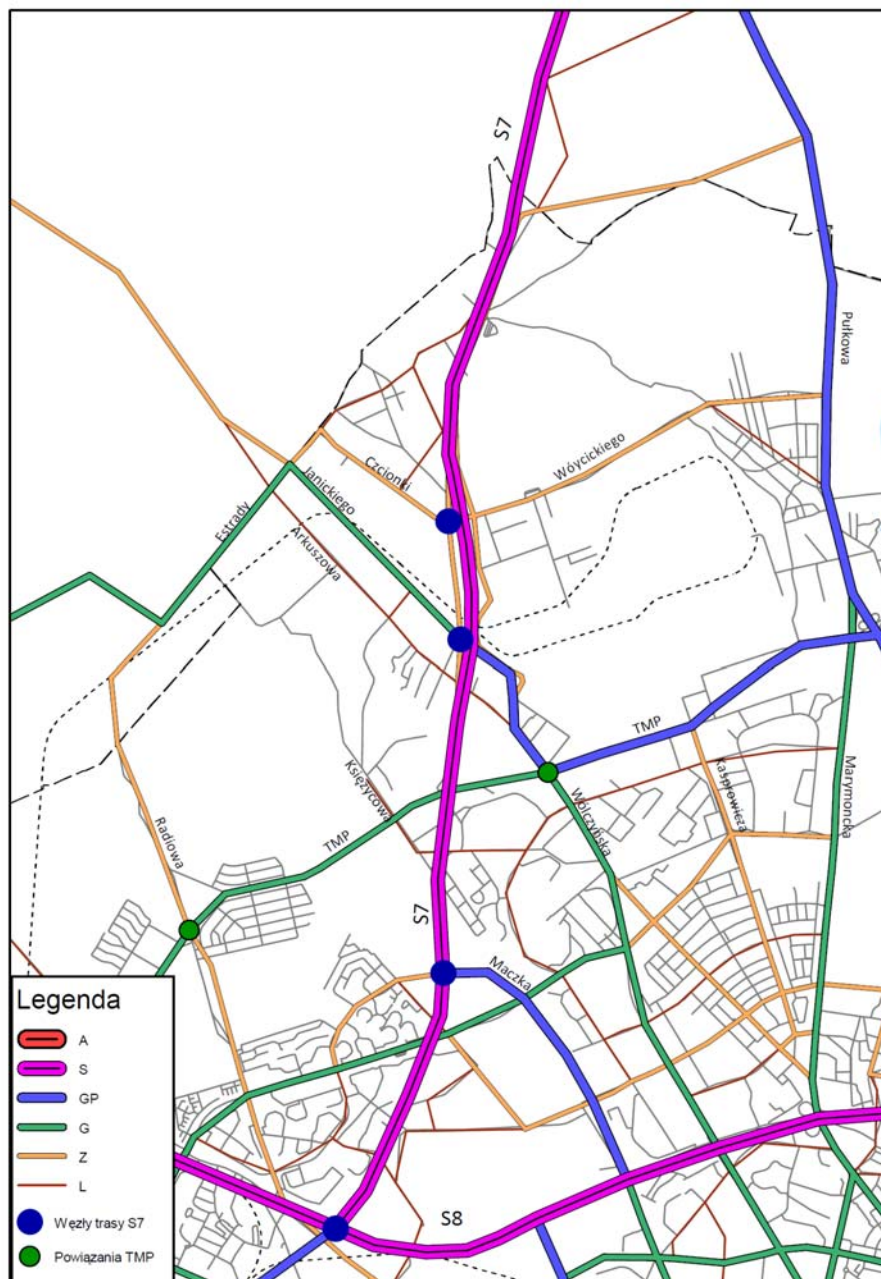 S7
Pułkowa
Wóycickiego
Czcionki
Janickiego
Estrady
Arkuszowa
TMP
Księżycowa
Wólczyńska
Kasprowicza
Marymoncka
Radiowa
TMP
S7
Maczka
S8
Legenda
A
S
GP
G
Z
L
Węzły trasy S7
Powiązania TMP